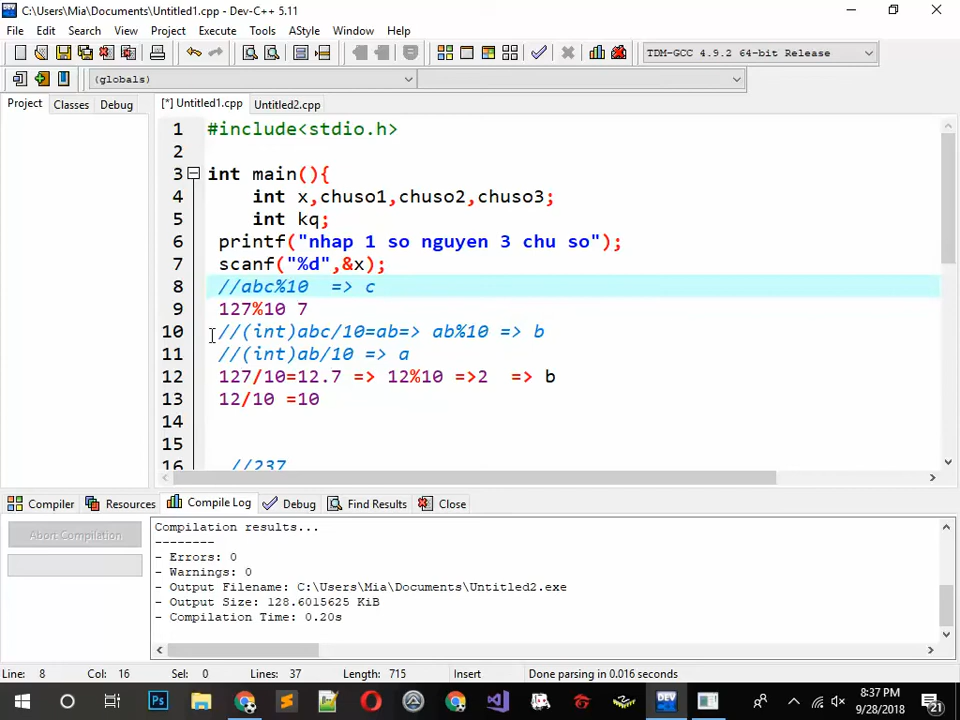 C:\Users\Mia\Documents\Untitled1.cpp - Dev-C++ 5.11
File Edit Search View Project Execute Tools AStyle Window Help
TDM-GCC 4.9.2 64-bit Release
(globals)
Project Classes Debug [*] Untitled1.cpp Untitled2.cpp
1 #include<stdio.h>
2
3 int main(){
4 int x,chuso1,chuso2,chuso3;
5 int kq;
6 printf("nhap 1 so nguyen 3 chu so");
7 scanf("%d",&x);
8 //abc%10 => c
9 127%10 7
10 //(int)abc/10=ab=> ab%10 => b
11 //(int)ab/10 => a
12 127/10=12.7 => 12%10 =>2 => b
13 12/10 =10
14
15
16 //237
Compiler Resources Compile Log Debug Find Results Close
Abort Compilation
Compilation results...
--------
- Errors: 0
- Warnings: 0
- Output Filename: C:\Users\Mia\Documents\Untitled2.exe
- Output Size: 128.6015625 KiB
- Compilation Time: 0.20s
Line: 8 Col: 16 Sel: 0 Lines: 37 Length: 715 Insert Done parsing in 0.016 seconds
Ps DEV 8:37 PM
9/28/2018 21